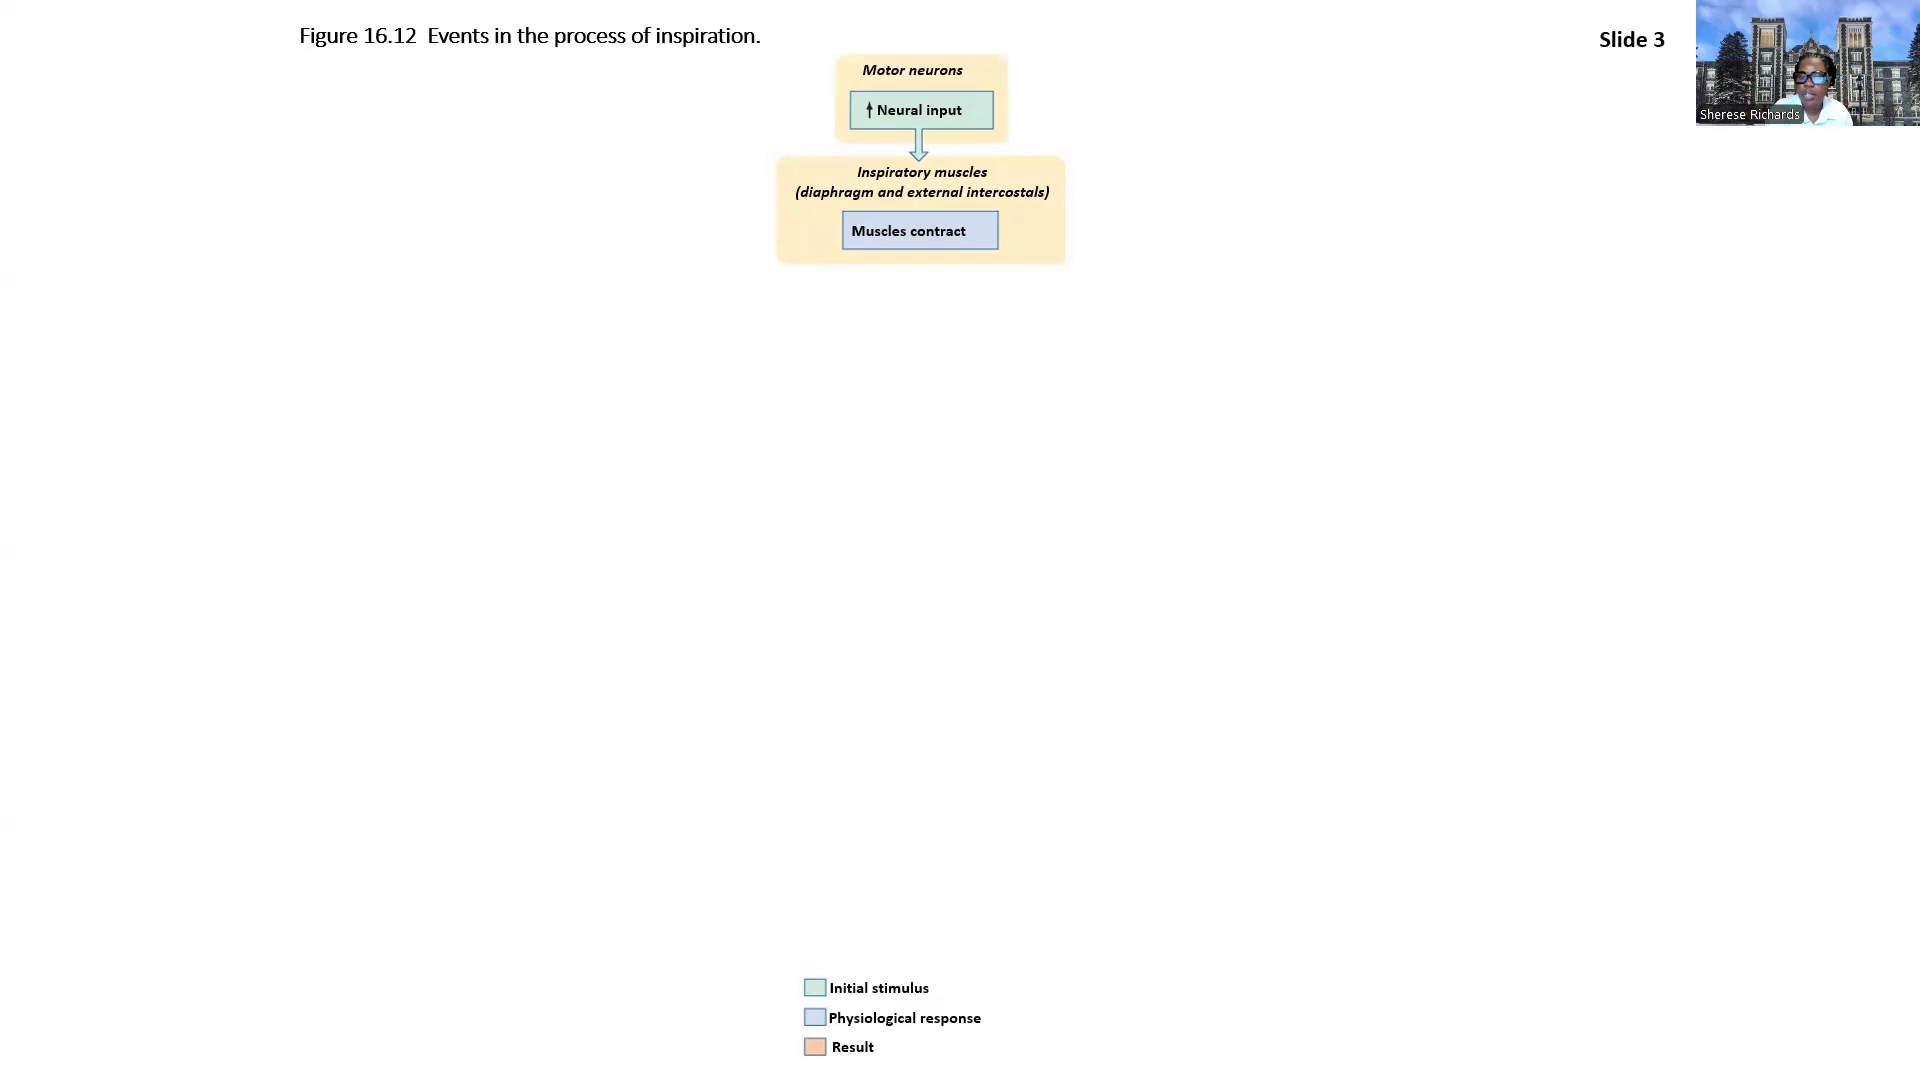 Figure 16.12  Events in the process of inspiration.
Slide 3
Sherese Richards
Motor neurons
↑ Neural input
Inspiratory muscles
(diaphragm and external intercostals)
Muscles contract
Initial stimulus
Physiological response
Result